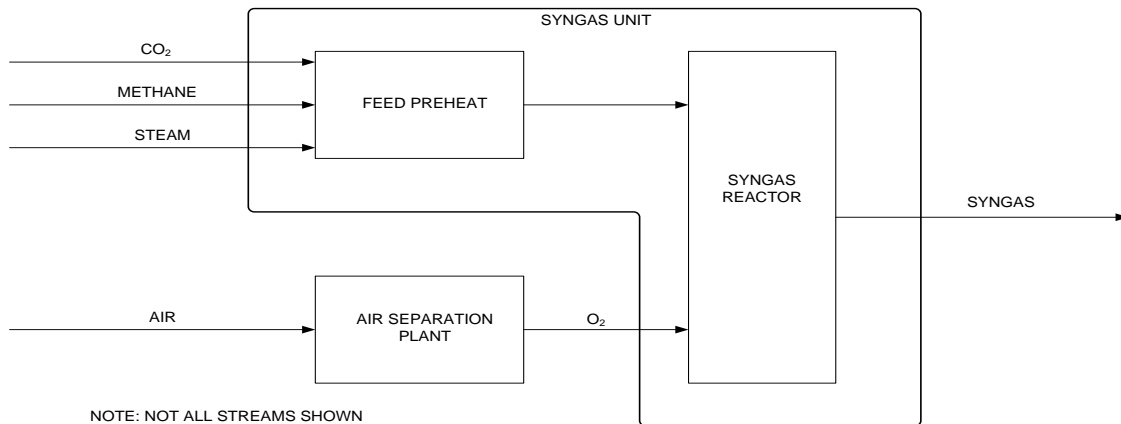 SYNGAS UNIT
CO₂
METHANE
STEAM
FEED PREHEAT
SYNGAS
REACTOR
SYNGAS
AIR
AIR SEPARATION
PLANT
O₂
NOTE: NOT ALL STREAMS SHOWN